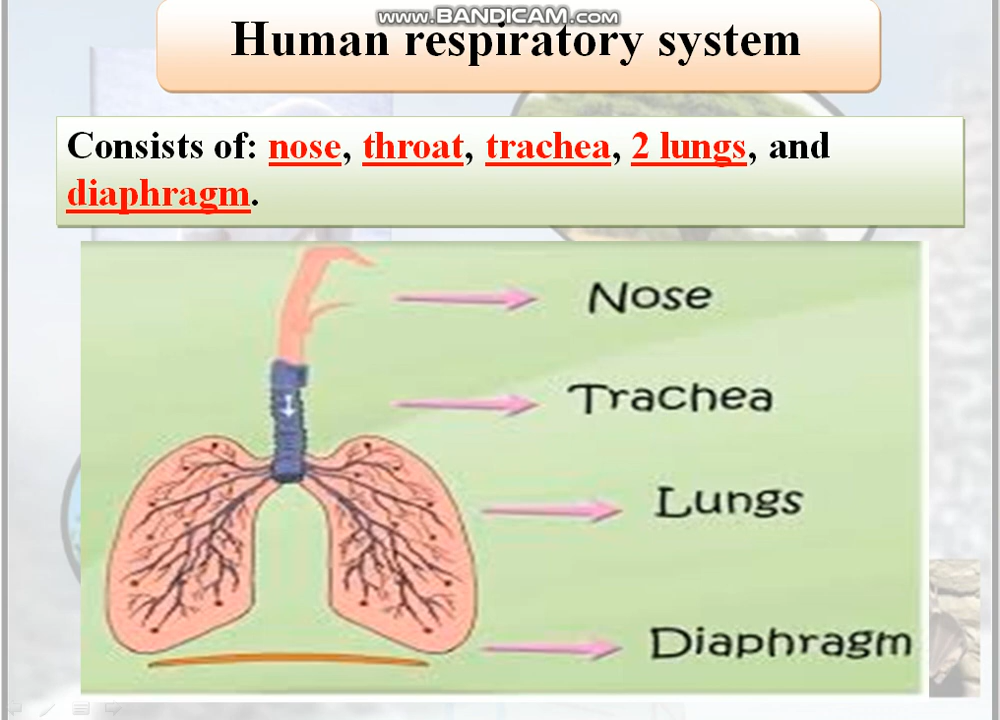 www.BANDICAM.com
Human respiratory system
Consists of: nose, throat, trachea, 2 lungs, and
diaphragm.
Nose
Trachea
Lungs
Diaphragm